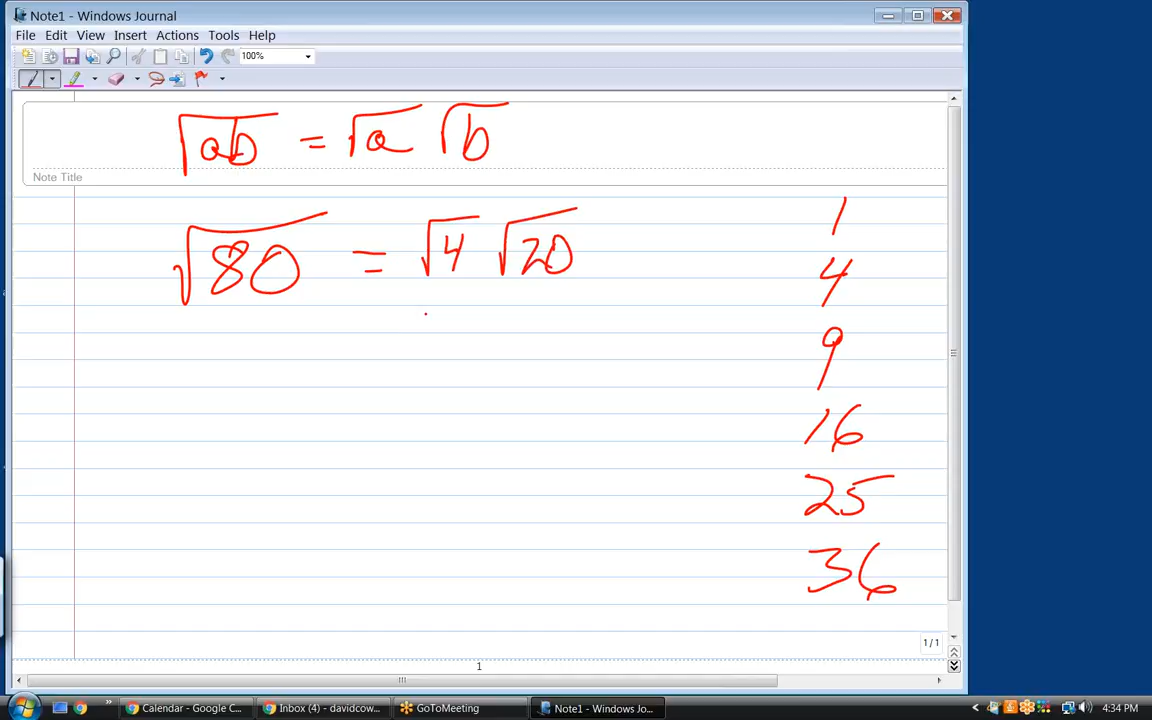 Note1 - Windows Journal
File Edit View Insert Actions Tools Help
100%
√ab = √a √b
Note Title
√80 = √4 √20
1
4
9
16
25
36
1/1
1
Calendar - Google C... Inbox (4) - davidcow... GoToMeeting Note1 - Windows Jo... 4:34 PM